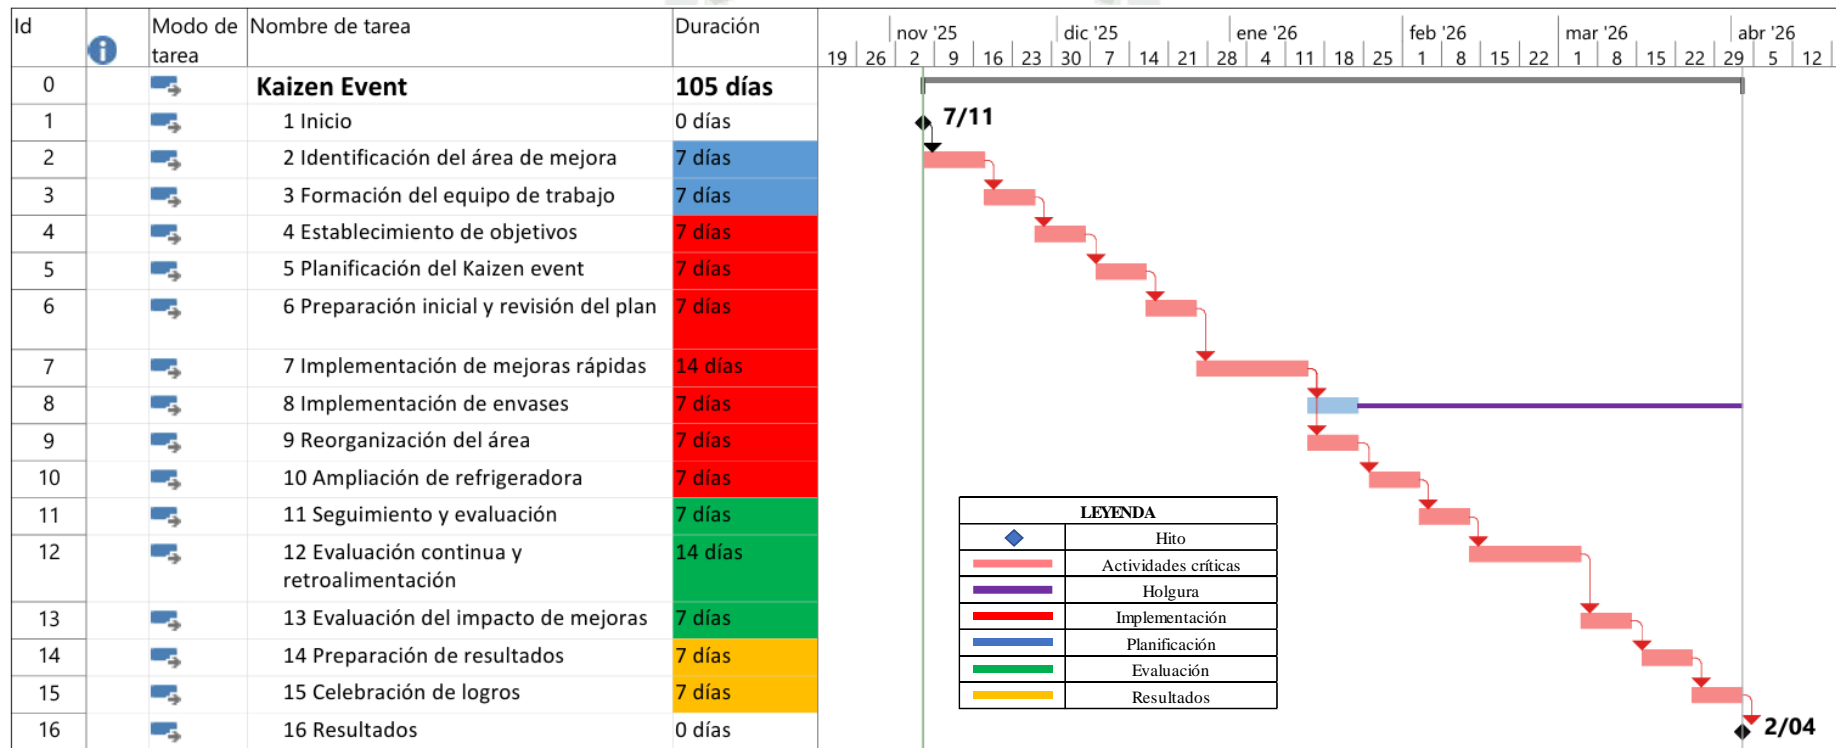 Id Modo de tarea Nombre de tarea Duración
nov '25 dic '25 ene '26 feb '26 mar '26 abr '26
19 26 2 9 16 23 30 7 14 21 28 4 11 18 25 1 8 15 22 1 8 15 22 29 5 12
0 Kaizen Event 105 días
1 1 Inicio 0 días 7/11
2 2 Identificación del área de mejora 7 días
3 3 Formación del equipo de trabajo 7 días
4 4 Establecimiento de objetivos 7 días
5 5 Planificación del Kaizen event 7 días
6 6 Preparación inicial y revisión del plan 7 días
7 7 Implementación de mejoras rápidas 14 días
8 8 Implementación de envases 7 días
9 9 Reorganización del área 7 días
10 10 Ampliación de refrigeradora 7 días
11 11 Seguimiento y evaluación 7 días
12 12 Evaluación continua y 14 días
retroalimentación
13 13 Evaluación del impacto de mejoras 7 días
14 14 Preparación de resultados 7 días
15 15 Celebración de logros 7 días
16 16 Resultados 0 días 2/04
LEYENDA
Hito
Actividades críticas
Holgura
Implementación
Planificación
Evaluación
Resultados